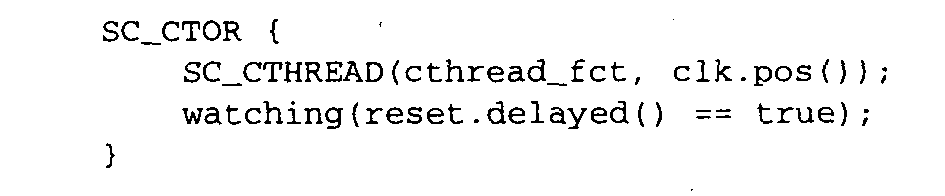 SC_CTOR {
SC_CTHREAD(cthread_fct, clk.pos());
watching(reset.delayed() == true);
}